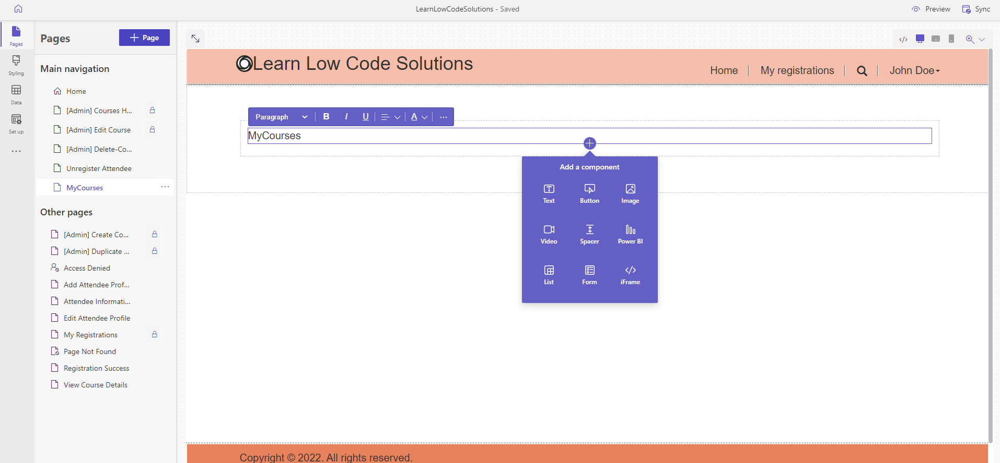 LearnLowCodeSolutions - Saved
Preview
Sync
Pages
Styling
Data
Set up
Pages
Page
Main navigation
Home
[Admin] Courses H...
[Admin] Edit Course
[Admin] Delete-Co...
Unregister Attendee
MyCourses
Other pages
[Admin] Create Co...
[Admin] Duplicate ...
Access Denied
Add Attendee Prof...
Attendee Informati...
Edit Attendee Profile
My Registrations
Page Not Found
Registration Success
View Course Details
Learn Low Code Solutions
Home
My registrations
John Doe
Paragraph
B I U A
MyCourses
Add a component
Text Button Image
Video Spacer Power BI
List Form iFrame
Copyright © 2022. All rights reserved.